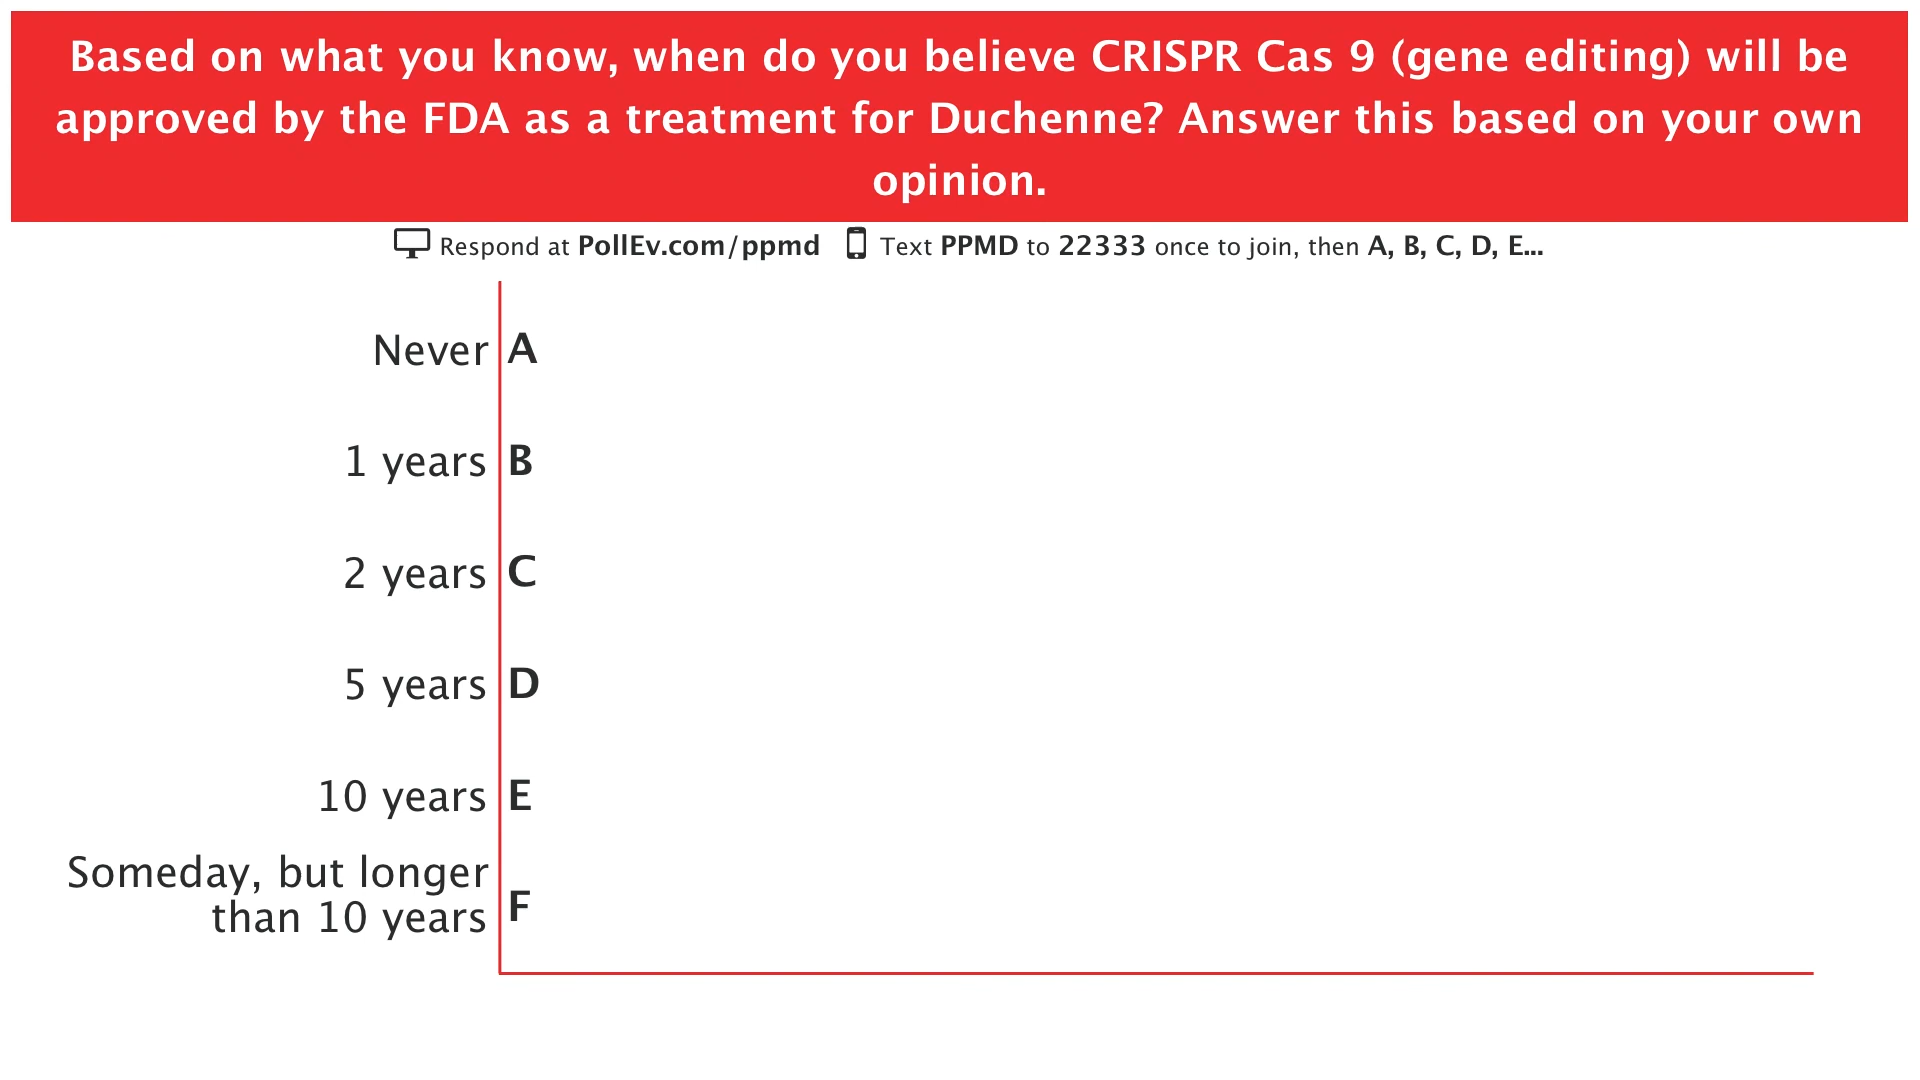 Based on what you know, when do you believe CRISPR Cas 9 (gene editing) will be
approved by the FDA as a treatment for Duchenne? Answer this based on your own
opinion.
Respond at PollEv.com/ppmd Text PPMD to 22333 once to join, then A, B, C, D, E...
Never A
1 years B
2 years C
5 years D
10 years E
Someday, but longer
than 10 years F